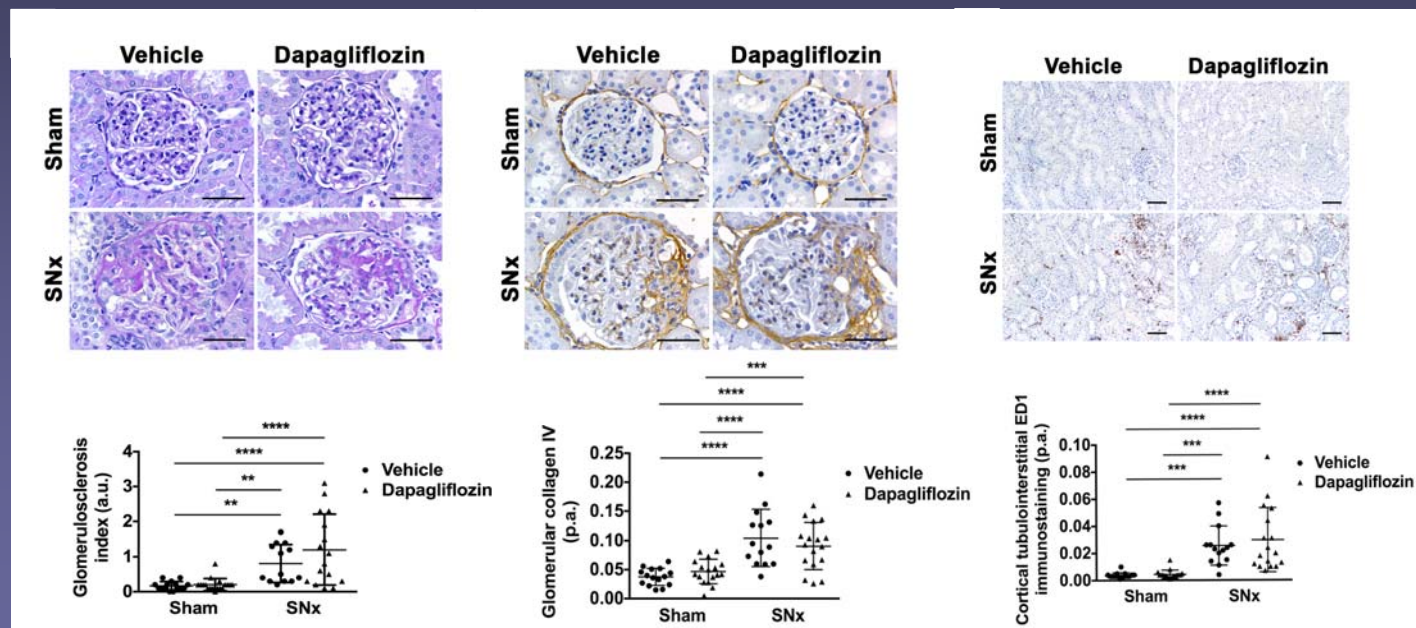 Vehicle Dapagliflozin
Sham
SNx
****
****
**
**
Glomerulosclerosis
index (a.u.)
4
3
2
1
0
Sham SNx
Vehicle
Dapagliflozin
Vehicle Dapagliflozin
Sham
SNx
***
****
****
****
Glomerular collagen IV
(p.a.)
0.25
0.20
0.15
0.10
0.05
0.00
Sham SNx
Vehicle
Dapagliflozin
Vehicle Dapagliflozin
Sham
SNx
****
****
***
***
Cortical tubulointerstitial ED1
immunostaining (p.a.)
0.10
0.08
0.06
0.04
0.02
0.00
Sham SNx
Vehicle
Dapagliflozin